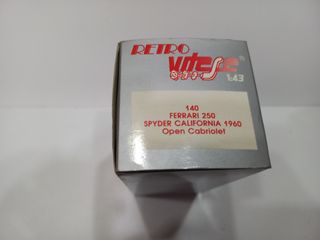 RETRO
Vitesse®
1:43
140
FERRARI 250
SPYDER CALIFORNIA 1960
Open Cabriolet